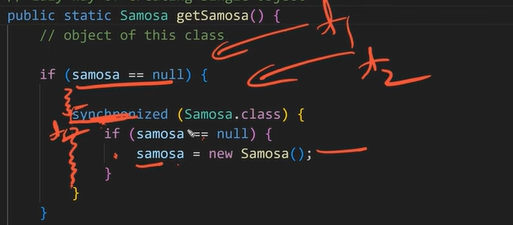 public static Samosa getSamosa() {
// object of this class
t1
if (samosa == null) {
t2
synchronized (Samosa.class) {
if (samosa == null) {
samosa = new Samosa();
}
}
}